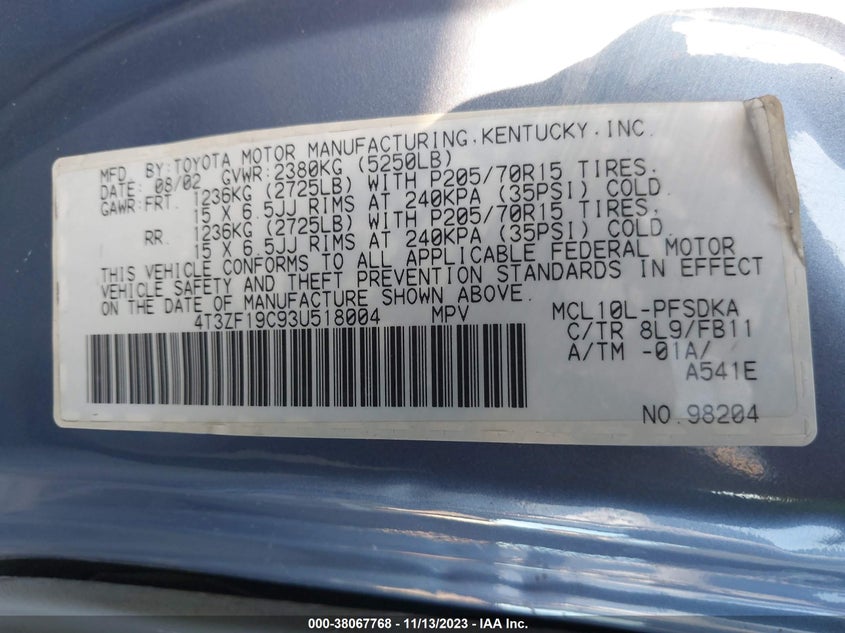 MFD. BY: TOYOTA MOTOR MANUFACTURING, KENTUCKY, INC.
DATE: 08/02 GVWR: 2380KG (5250LB)
GAWR:FRT. 1236KG (2725LB) WITH P205/70R15 TIRES.
15 X 6.5JJ RIMS AT 240KPA (35PSI) COLD.
RR. 1236KG (2725LB) WITH P205/70R15 TIRES.
15 X 6.5JJ RIMS AT 240KPA (35PSI) COLD.
THIS VEHICLE CONFORMS TO ALL APPLICABLE FEDERAL MOTOR
VEHICLE SAFETY AND THEFT PREVENTION STANDARDS IN EFFECT
ON THE DATE OF MANUFACTURE SHOWN ABOVE.
4T3ZF19C93U518004 MPV MCL10L-PFSDKA
C/TR 8L9/FB11
A/TM -01A/
A541E
NO.98204
000-38067768 - 11/13/2023 - IAA Inc.